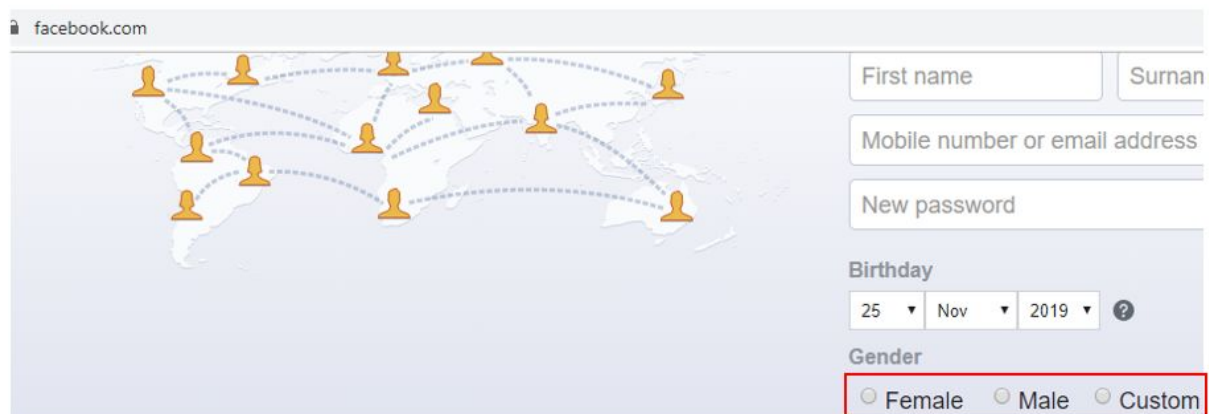 facebook.com
First name
Mobile number or email address
New password
Birthday
25 Nov 2019
Gender
Female Male Custom